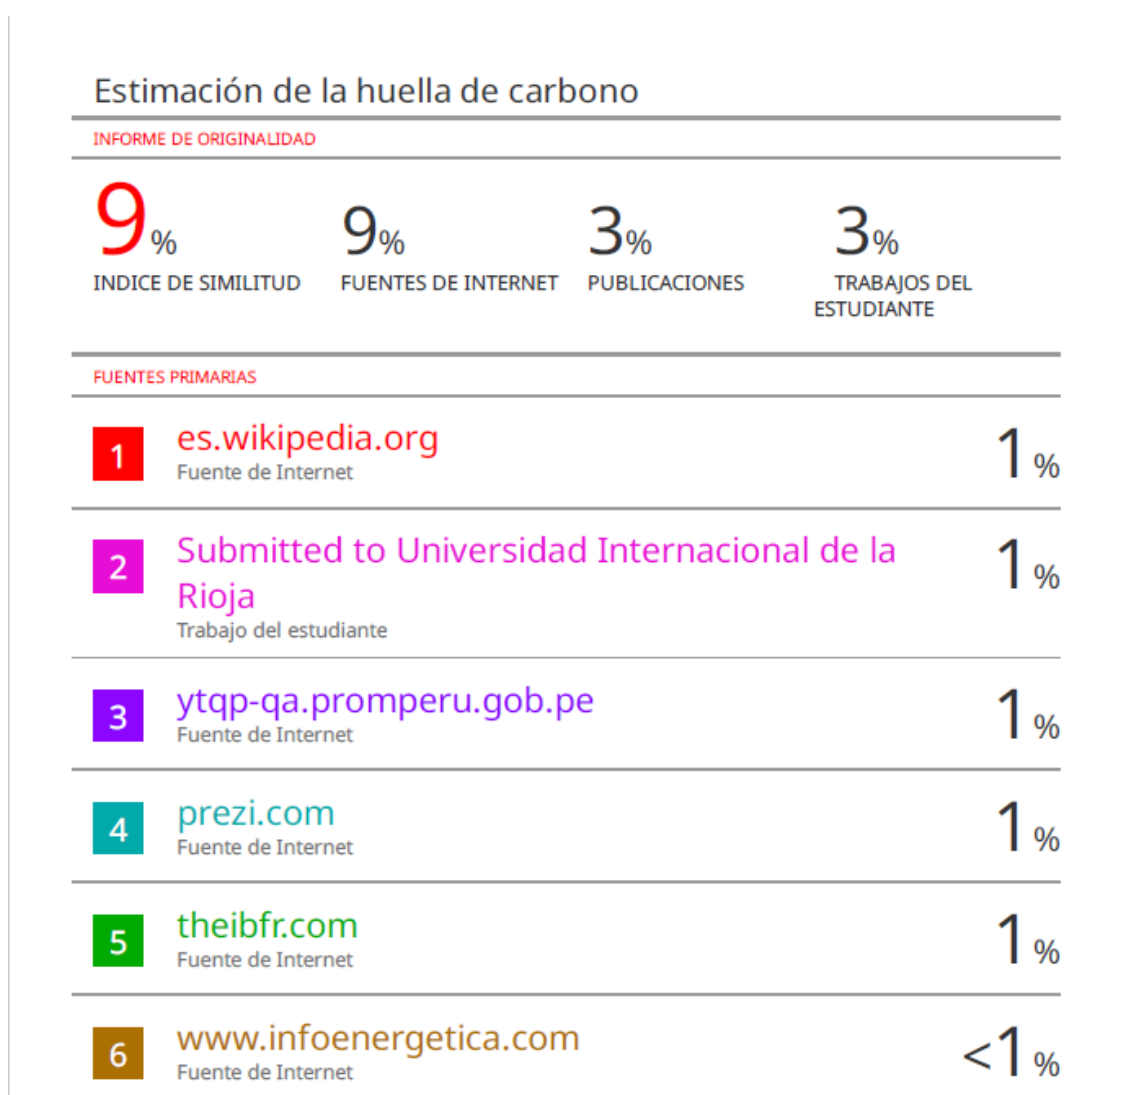 Estimación de la huella de carbono
INFORME DE ORIGINALIDAD
9% 9% 3% 3%
INDICE DE SIMILITUD FUENTES DE INTERNET PUBLICACIONES TRABAJOS DEL
ESTUDIANTE
FUENTES PRIMARIAS
1 es.wikipedia.org 1%
Fuente de Internet
2 Submitted to Universidad Internacional de la 1%
Rioja
Trabajo del estudiante
3 ytqp-qa.promperu.gob.pe 1%
Fuente de Internet
4 prezi.com 1%
Fuente de Internet
5 theibfr.com 1%
Fuente de Internet
6 www.infoenergetica.com <1%
Fuente de Internet